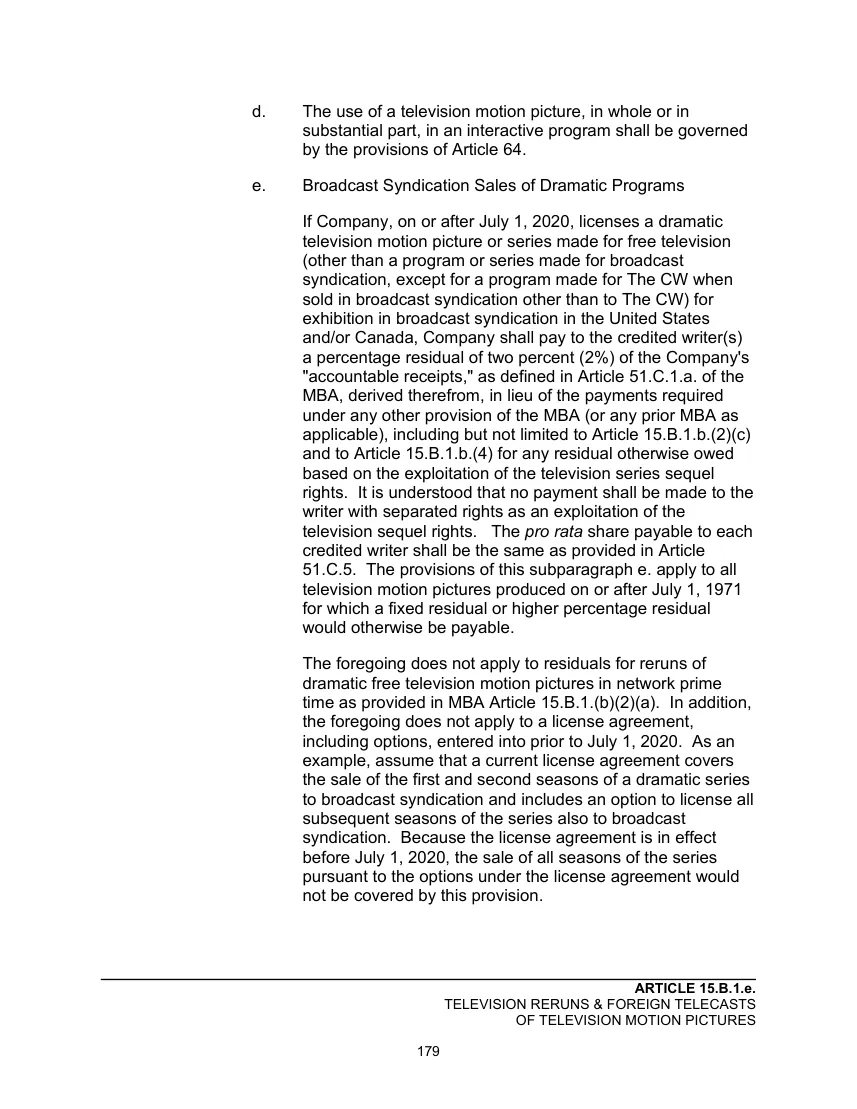 d. The use of a television motion picture, in whole or in
substantial part, in an interactive program shall be governed
by the provisions of Article 64.
e. Broadcast Syndication Sales of Dramatic Programs
If Company, on or after July 1, 2020, licenses a dramatic
television motion picture or series made for free television
(other than a program or series made for broadcast
syndication, except for a program made for The CW when
sold in broadcast syndication other than to The CW) for
exhibition in broadcast syndication in the United States
and/or Canada, Company shall pay to the credited writer(s)
a percentage residual of two percent (2%) of the Company's
"accountable receipts," as defined in Article 51.C.1.a. of the
MBA, derived therefrom, in lieu of the payments required
under any other provision of the MBA (or any prior MBA as
applicable), including but not limited to Article 15.B.1.b.(2)(c)
and to Article 15.B.1.b.(4) for any residual otherwise owed
based on the exploitation of the television series sequel
rights. It is understood that no payment shall be made to the
writer with separated rights as an exploitation of the
television sequel rights. The pro rata share payable to each
credited writer shall be the same as provided in Article
51.C.5. The provisions of this subparagraph e. apply to all
television motion pictures produced on or after July 1, 1971
for which a fixed residual or higher percentage residual
would otherwise be payable.
The foregoing does not apply to residuals for reruns of
dramatic free television motion pictures in network prime
time as provided in MBA Article 15.B.1.(b)(2)(a). In addition,
the foregoing does not apply to a license agreement,
including options, entered into prior to July 1, 2020. As an
example, assume that a current license agreement covers
the sale of the first and second seasons of a dramatic series
to broadcast syndication and includes an option to license all
subsequent seasons of the series also to broadcast
syndication. Because the license agreement is in effect
before July 1, 2020, the sale of all seasons of the series
pursuant to the options under the license agreement would
not be covered by this provision.
ARTICLE 15.B.1.e.
TELEVISION RERUNS & FOREIGN TELECASTS
OF TELEVISION MOTION PICTURES
179